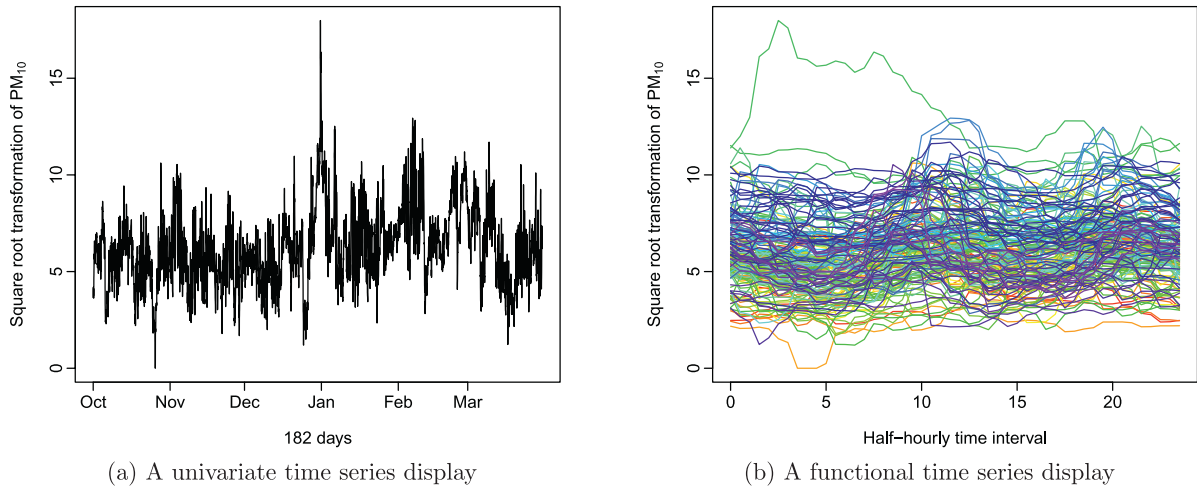 Square root transformation of PM₁₀
15
10
5
0
Oct Nov Dec Jan Feb Mar
182 days
(a) A univariate time series display
Square root transformation of PM₁₀
15
10
5
0
0 5 10 15 20
Half−hourly time interval
(b) A functional time series display